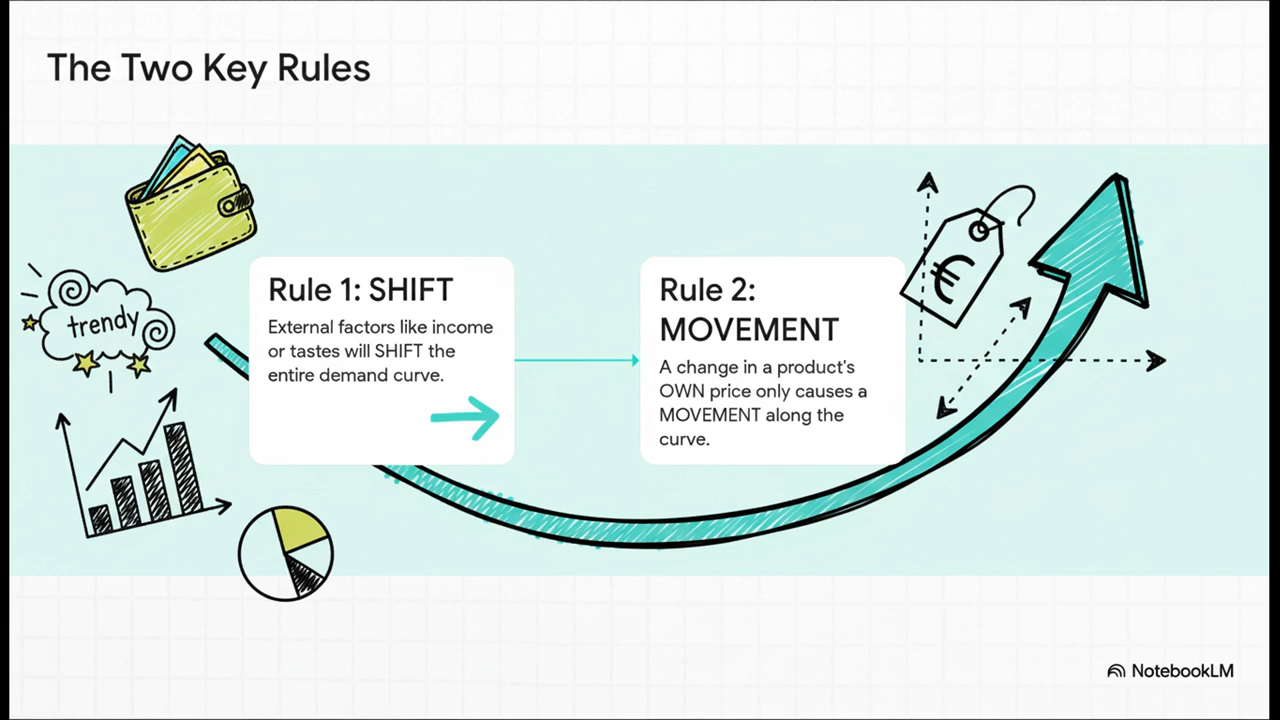 The Two Key Rules
trendy
Rule 1: SHIFT
External factors like income
or tastes will SHIFT the
entire demand curve.
Rule 2:
MOVEMENT
A change in a product's
OWN price only causes a
MOVEMENT along the
curve.
€
NotebookLM